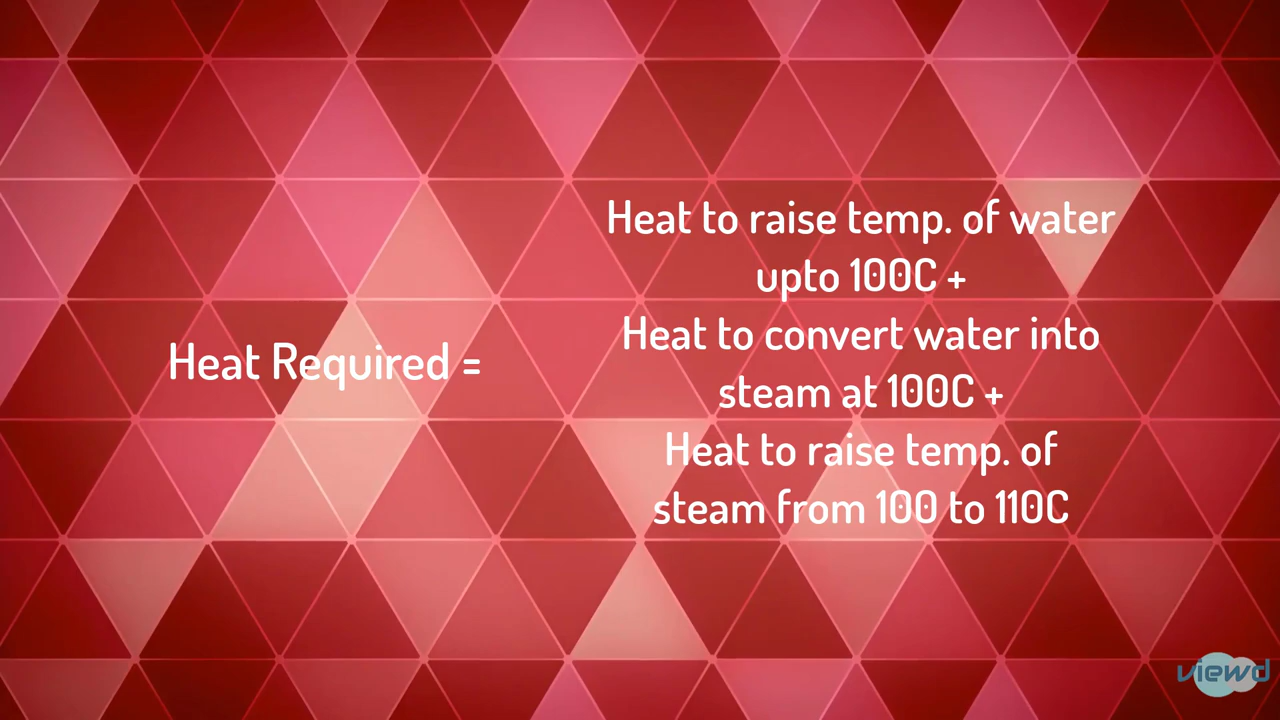 Heat Required =
Heat to raise temp. of water
upto 100C +
Heat to convert water into
steam at 100C +
Heat to raise temp. of
steam from 100 to 110C
viewd